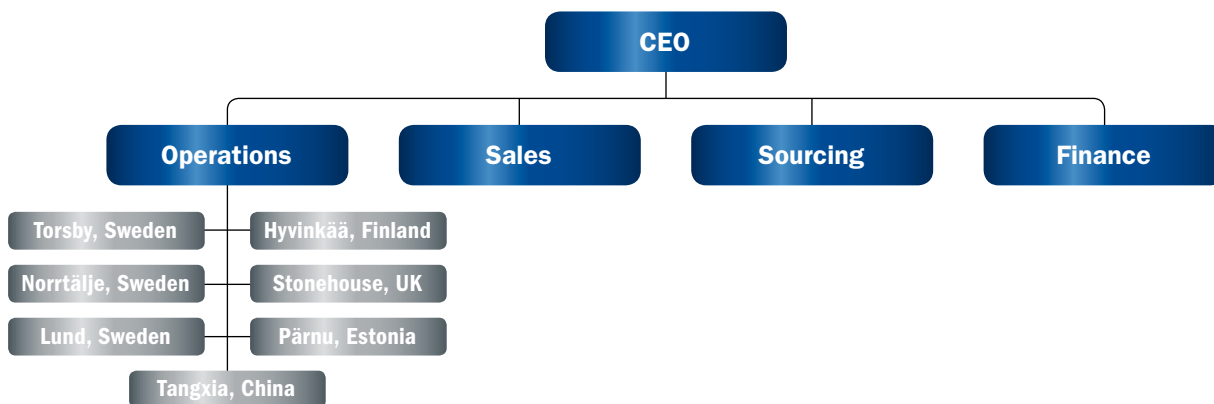 CEO
Operations
Sales
Sourcing
Finance
Torsby, Sweden
Hyvinkää, Finland
Norrtälje, Sweden
Stonehouse, UK
Lund, Sweden
Pärnu, Estonia
Tangxia, China